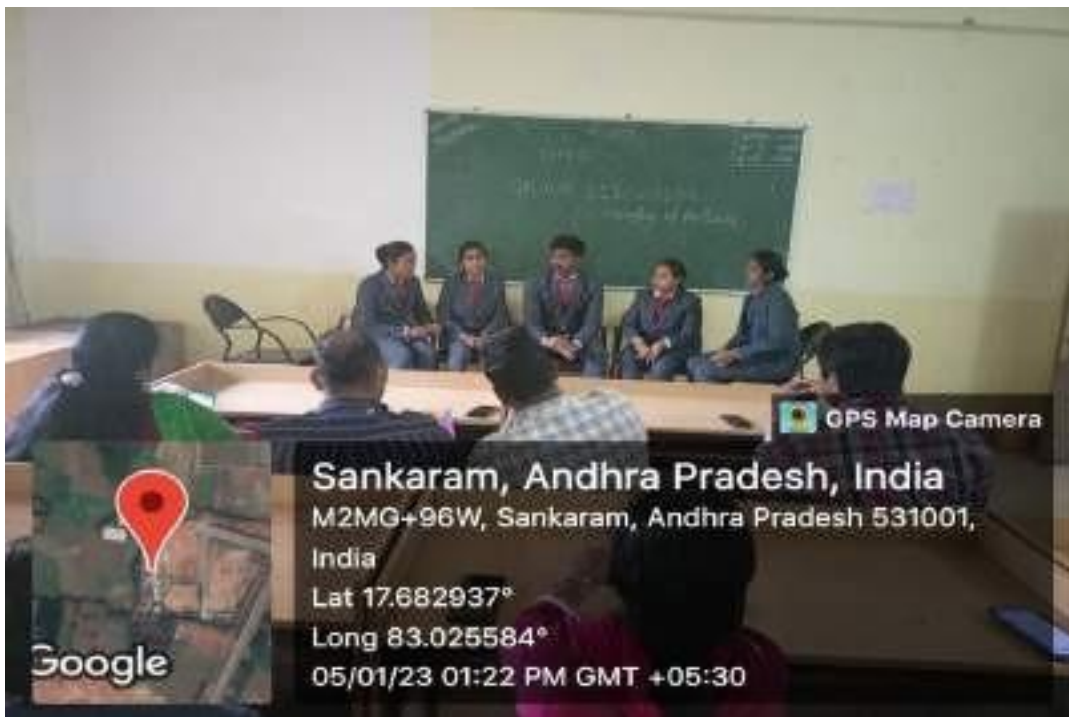 GPS Map Camera
Sankaram, Andhra Pradesh, India
M2MG+96W, Sankaram, Andhra Pradesh 531001,
India
Lat 17.682937°
Long 83.025584°
05/01/23 01:22 PM GMT +05:30
Google